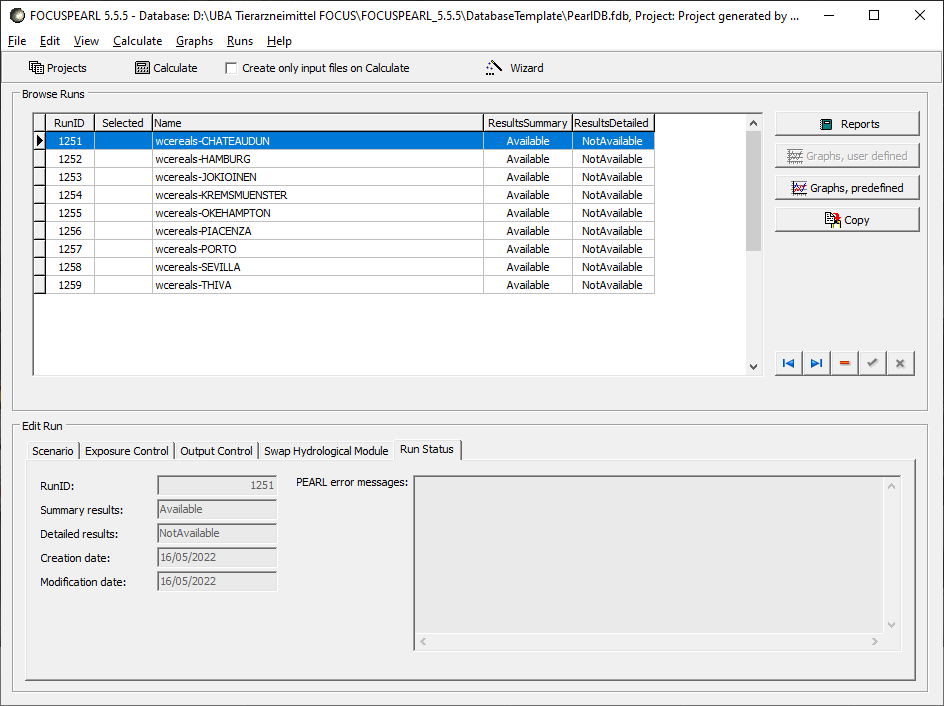 FOCUSPEARL 5.5.5 - Database: D:\UBA Tierarzneimittel FOCUS\FOCUSPEARL_5.5.5\DatabaseTemplate\PearlDB.fdb, Project: Project generated by ...
File Edit View Calculate Graphs Runs Help
Projects Calculate Create only input files on Calculate Wizard
Browse Runs
RunID Selected Name ResultsSummary ResultsDetailed
1251 wcereals-CHATEAUDUN Available NotAvailable
1252 wcereals-HAMBURG Available NotAvailable
1253 wcereals-JOKIOINEN Available NotAvailable
1254 wcereals-KREMSMUENSTER Available NotAvailable
1255 wcereals-OKEHAMPTON Available NotAvailable
1256 wcereals-PIACENZA Available NotAvailable
1257 wcereals-PORTO Available NotAvailable
1258 wcereals-SEVILLA Available NotAvailable
1259 wcereals-THIVA Available NotAvailable
Reports
Graphs, user defined
Graphs, predefined
Copy
Edit Run
Scenario Exposure Control Output Control Swap Hydrological Module Run Status
RunID: 1251
Summary results: Available
Detailed results: NotAvailable
Creation date: 16/05/2022
Modification date: 16/05/2022
PEARL error messages: